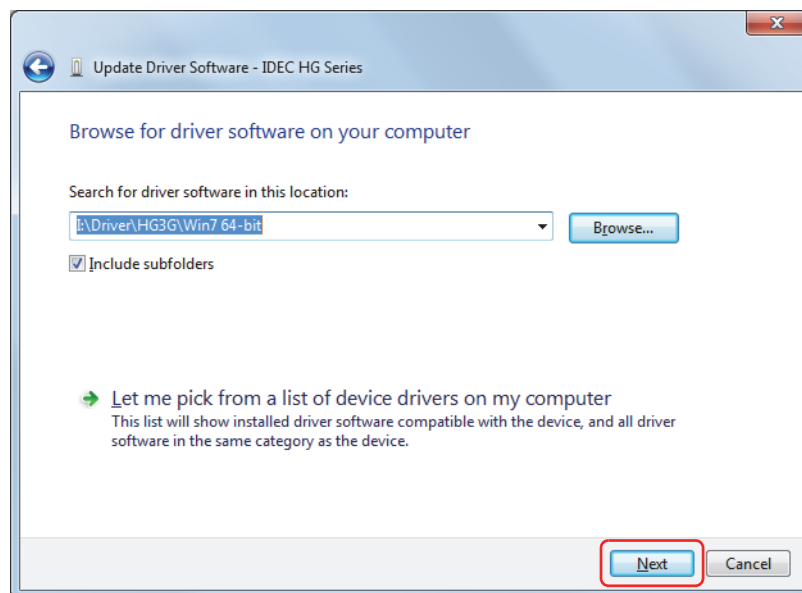 Update Driver Software - IDEC HG Series
Browse for driver software on your computer
Search for driver software in this location:
I:\Driver\HG3G\Win7 64-bit
Browse...
Include subfolders
Let me pick from a list of device drivers on my computer
This list will show installed driver software compatible with the device, and all driver
software in the same category as the device.
Next
Cancel